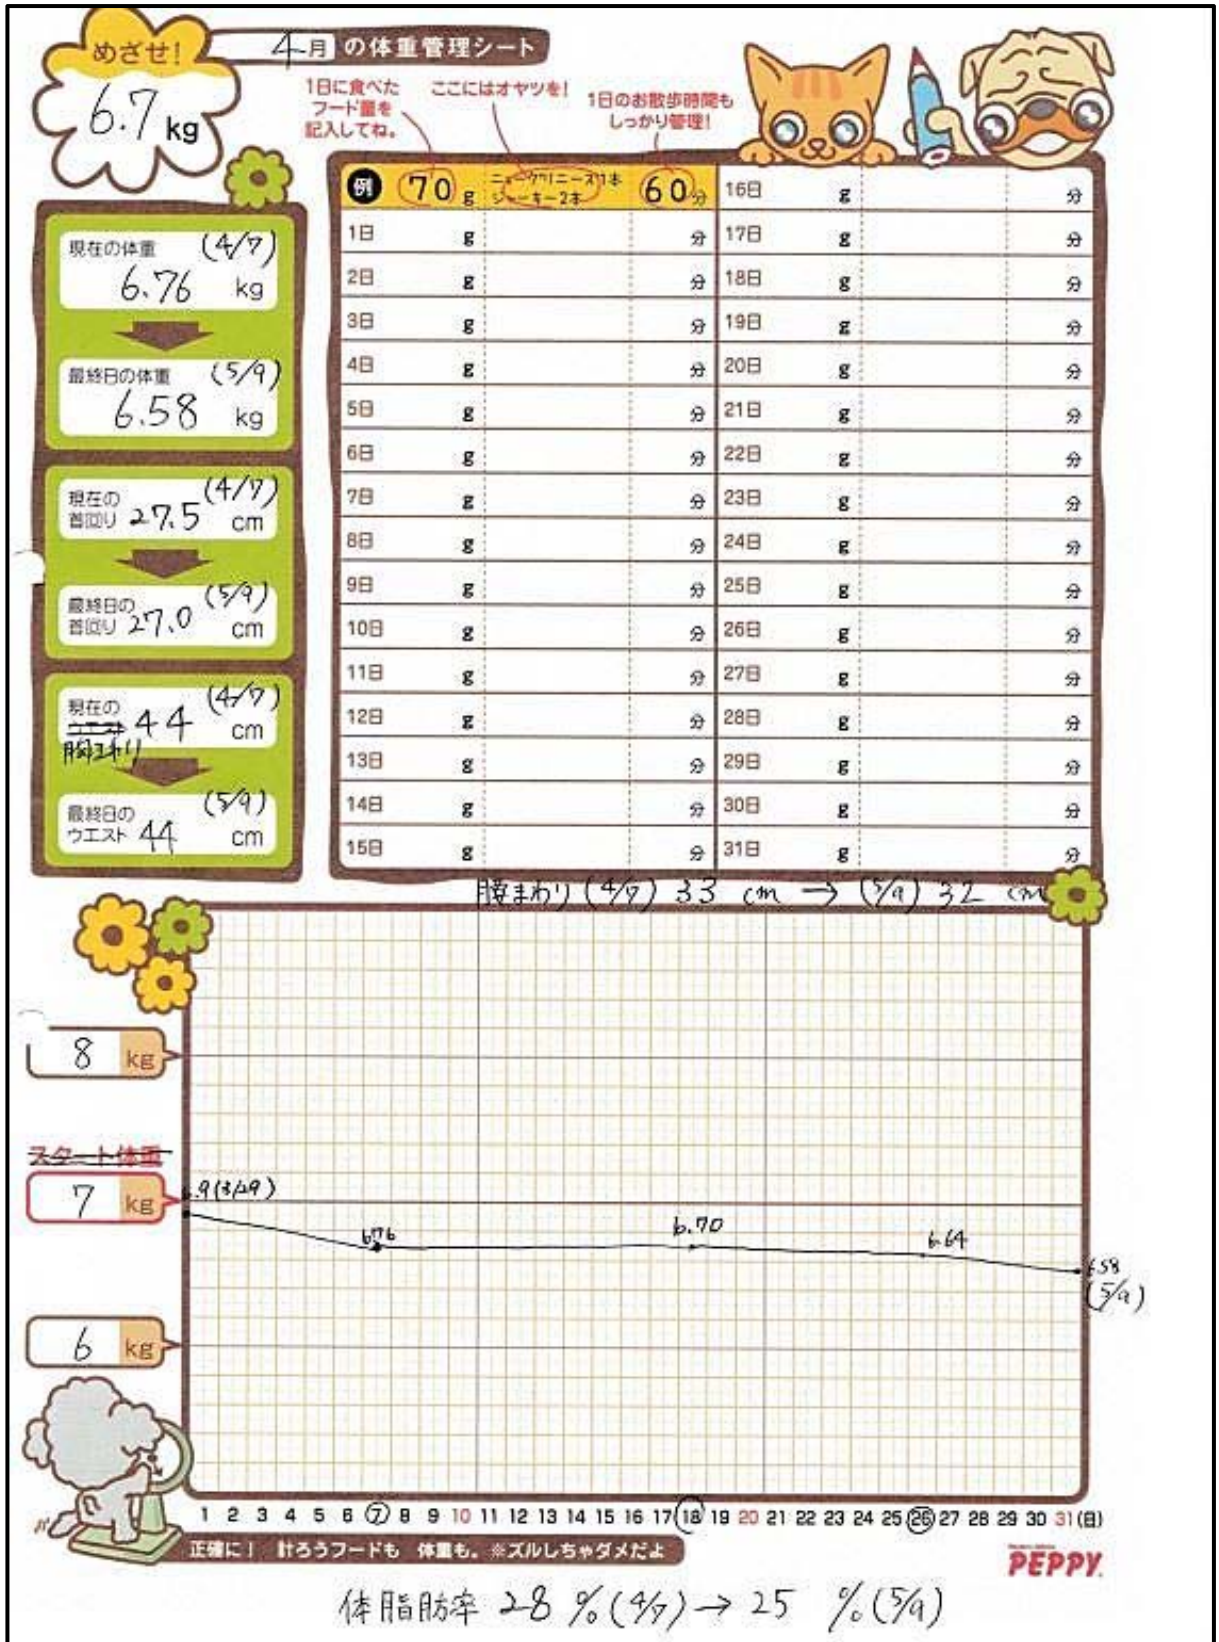 めざせ!
6.7 kg
4月 の体重管理シート
1日に食べた
フード量を
記入してね。
ここにはオヤツを!
1日のお散歩時間も
しっかり管理!
現在の体重 (4/7)
6.76 kg
最終日の体重 (5/9)
6.58 kg
現在の
首回り 27.5 cm (4/7)
最終日の
首回り 27.0 cm (5/9)
現在の
ウエスト 44 cm (4/7)
胸まわり
最終日の
ウエスト 44 cm (5/9)
例 70 g
ジャーキー2本
60分
1日 g 分
2日 g 分
3日 g 分
4日 g 分
5日 g 分
6日 g 分
7日 g 分
8日 g 分
9日 g 分
10日 g 分
11日 g 分
12日 g 分
13日 g 分
14日 g 分
15日 g 分
16日 g 分
17日 g 分
18日 g 分
19日 g 分
20日 g 分
21日 g 分
22日 g 分
23日 g 分
24日 g 分
25日 g 分
26日 g 分
27日 g 分
28日 g 分
29日 g 分
30日 g 分
31日 g 分
腰まわり (4/7) 33 cm → (5/9) 32 cm
8 kg
スタート体重
7 kg
6.9 (3/29)
6.76
6.70
6.64
6.58
(5/9)
6 kg
1 2 3 4 5 6 7 8 9 10 11 12 13 14 15 16 17 18 19 20 21 22 23 24 25 26 27 28 29 30 31(日)
正確に! 計ろうフードも 体重も。※ズルしちゃダメだよ
PEPPY
体脂肪率 28 % (4/7) → 25 % (5/9)